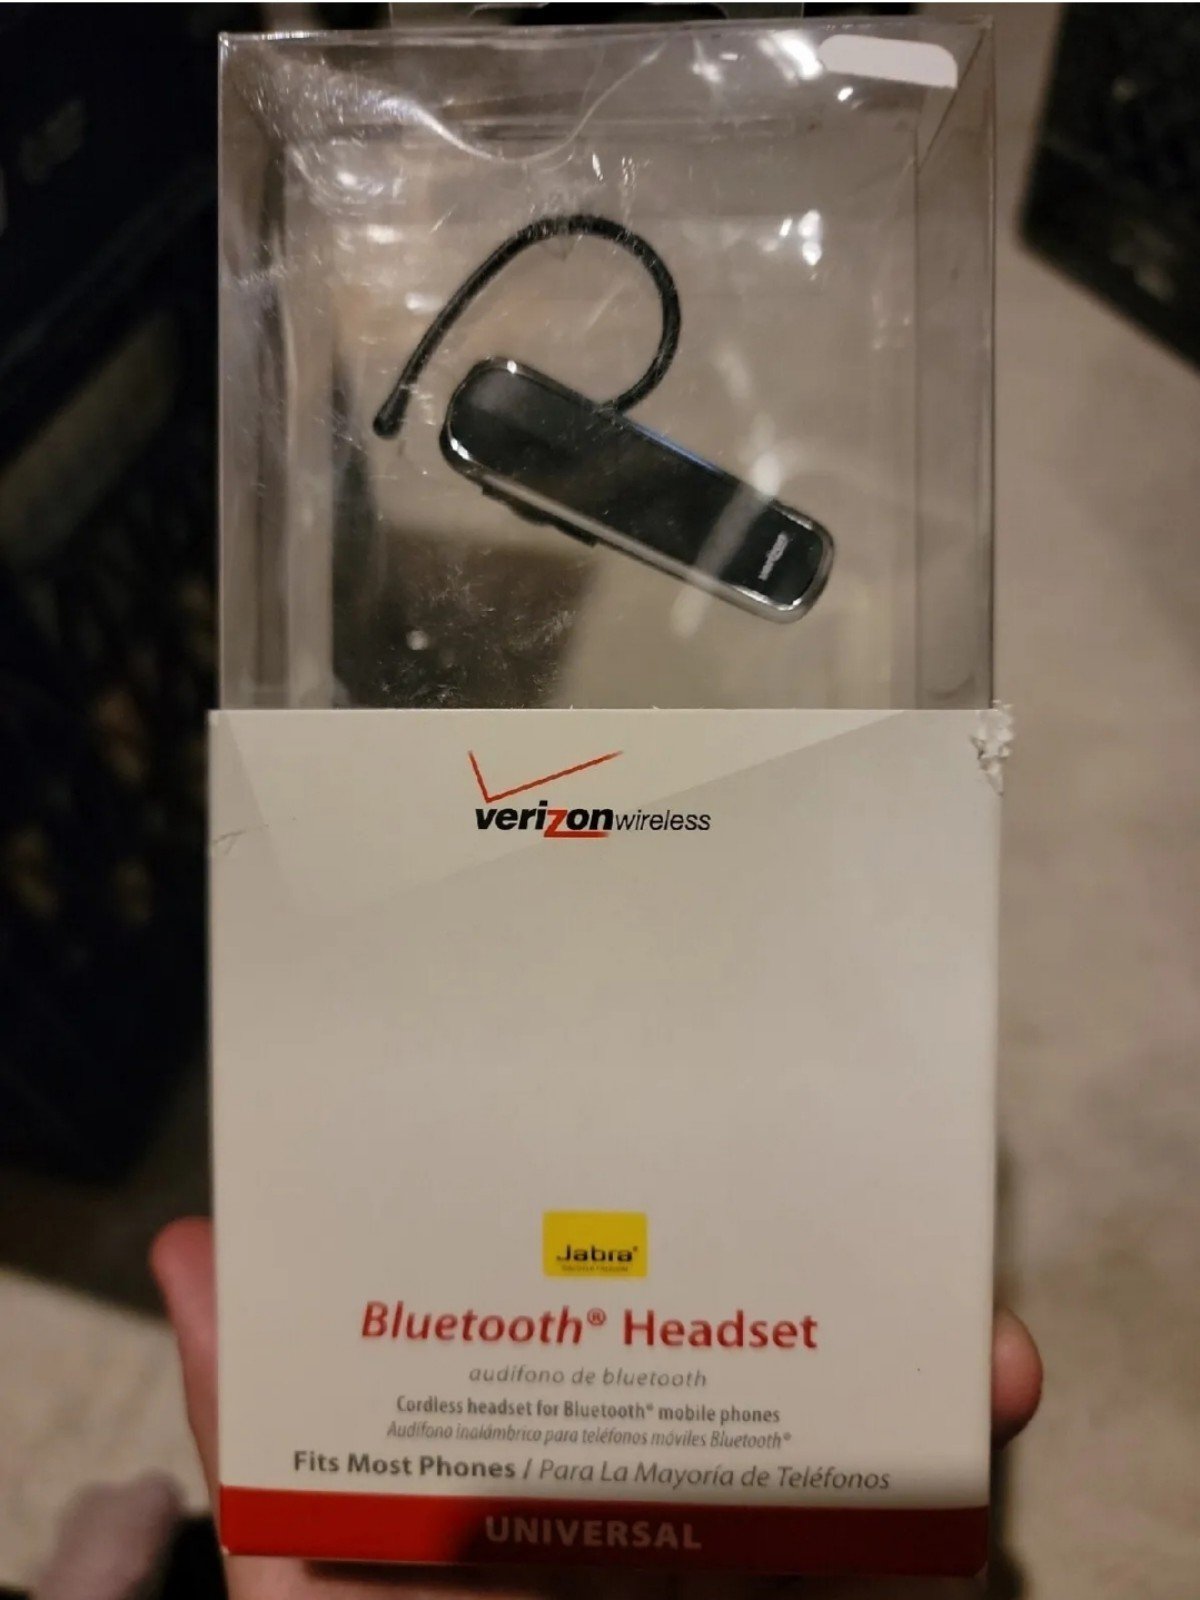 verizon
verizonwireless
Jabra®
Bluetooth® Headset
audífono de bluetooth
Cordless headset for Bluetooth® mobile phones
Audífono inalámbrico para teléfonos móviles Bluetooth®
Fits Most Phones / Para La Mayoría de Teléfonos
UNIVERSAL